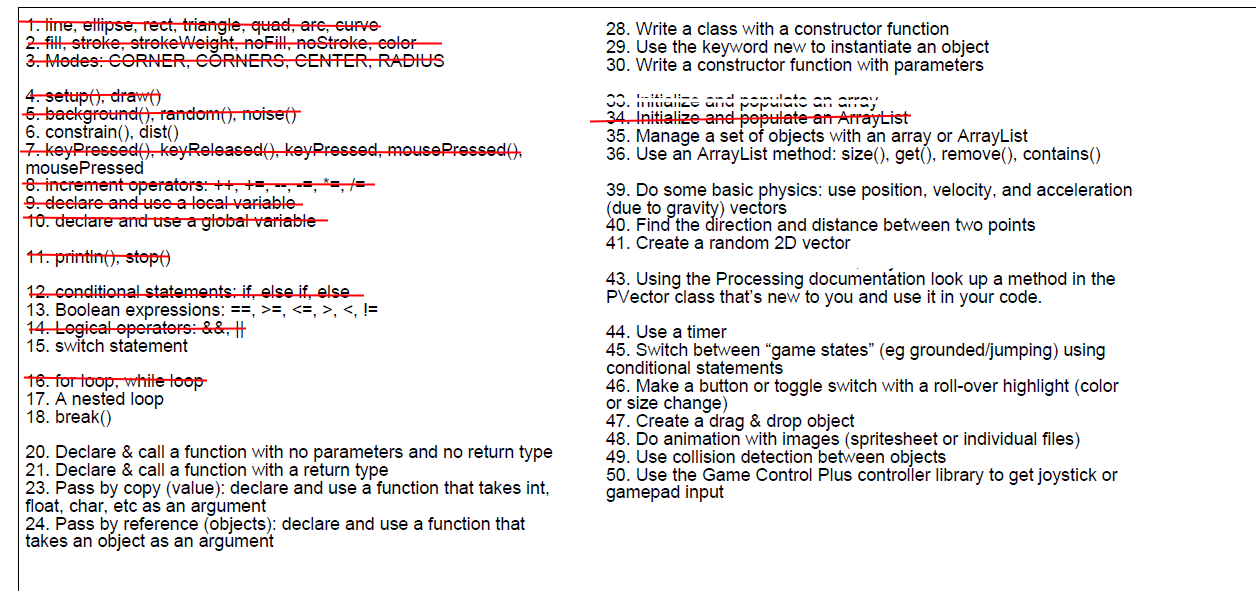 1. line, ellipse, rect, triangle, quad, arc, curve
2. fill, stroke, strokeWeight, noFill, noStroke, color
3. Modes: CORNER, CORNERS, CENTER, RADIUS
4. setup(), draw()
5. background(), random(), noise()
6. constrain(), dist()
7. keyPressed(), keyReleased(), keyPressed, mousePressed(),
mousePressed
8. increment operators: ++, +=, --, -=, *=, /=
9. declare and use a local variable
10. declare and use a global variable
11. println(), stop()
12. conditional statements: if, else if, else
13. Boolean expressions: ==, >=, <=, >, <, !=
14. Logical operators: &&, ||
15. switch statement
16. for loop, while loop
17. A nested loop
18. break()
20. Declare & call a function with no parameters and no return type
21. Declare & call a function with a return type
23. Pass by copy (value): declare and use a function that takes int,
float, char, etc as an argument
24. Pass by reference (objects): declare and use a function that
takes an object as an argument
28. Write a class with a constructor function
29. Use the keyword new to instantiate an object
30. Write a constructor function with parameters
33. Initialize and populate an array
34. Initialize and populate an ArrayList
35. Manage a set of objects with an array or ArrayList
36. Use an ArrayList method: size(), get(), remove(), contains()
39. Do some basic physics: use position, velocity, and acceleration
(due to gravity) vectors
40. Find the direction and distance between two points
41. Create a random 2D vector
43. Using the Processing documentation look up a method in the
PVector class that's new to you and use it in your code.
44. Use a timer
45. Switch between “game states” (eg grounded/jumping) using
conditional statements
46. Make a button or toggle switch with a roll-over highlight (color
or size change)
47. Create a drag & drop object
48. Do animation with images (spritesheet or individual files)
49. Use collision detection between objects
50. Use the Game Control Plus controller library to get joystick or
gamepad input